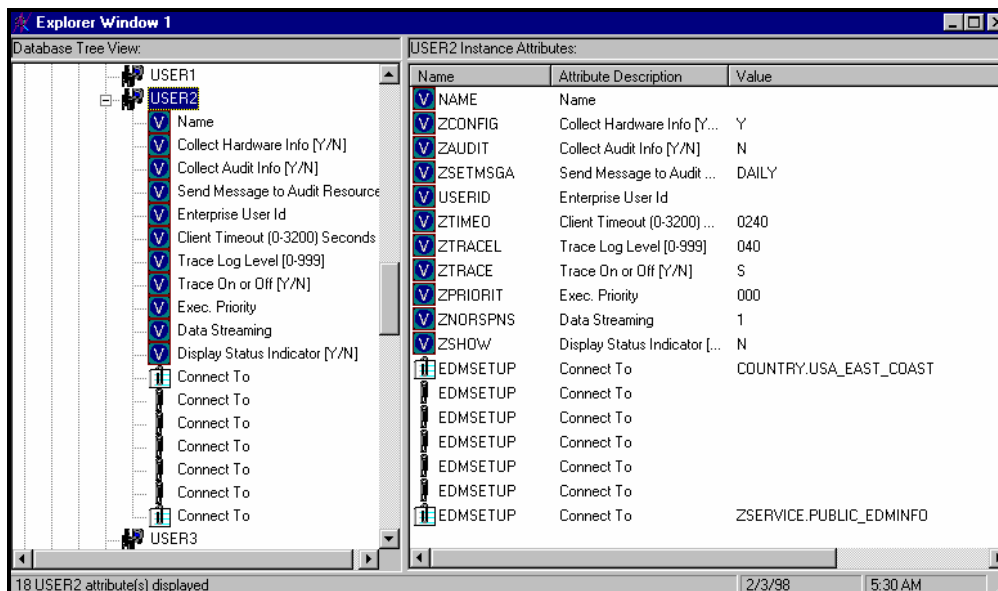 Explorer Window 1
Database Tree View:
USER1
USER2
Name
Collect Hardware Info [Y/N]
Collect Audit Info [Y/N]
Send Message to Audit Resource
Enterprise User Id
Client Timeout (0-3200) Seconds
Trace Log Level [0-999]
Trace On or Off [Y/N]
Exec. Priority
Data Streaming
Display Status Indicator [Y/N]
Connect To
Connect To
Connect To
Connect To
Connect To
Connect To
Connect To
USER3
USER2 Instance Attributes:
Name Attribute Description Value
NAME Name
ZCONFIG Collect Hardware Info [Y... Y
ZAUDIT Collect Audit Info [Y/N] N
ZSETMSGA Send Message to Audit ... DAILY
USERID Enterprise User Id
ZTIMEO Client Timeout (0-3200) ... 0240
ZTRACEL Trace Log Level [0-999] 040
ZTRACE Trace On or Off [Y/N] S
ZPRIORIT Exec. Priority 000
ZNORSPNS Data Streaming 1
ZSHOW Display Status Indicator [... N
EDMSETUP Connect To COUNTRY.USA_EAST_COAST
EDMSETUP Connect To
EDMSETUP Connect To
EDMSETUP Connect To
EDMSETUP Connect To
EDMSETUP Connect To
EDMSETUP Connect To ZSERVICE.PUBLIC_EDMINFO
18 USER2 attribute(s) displayed 2/3/98 5:30 AM